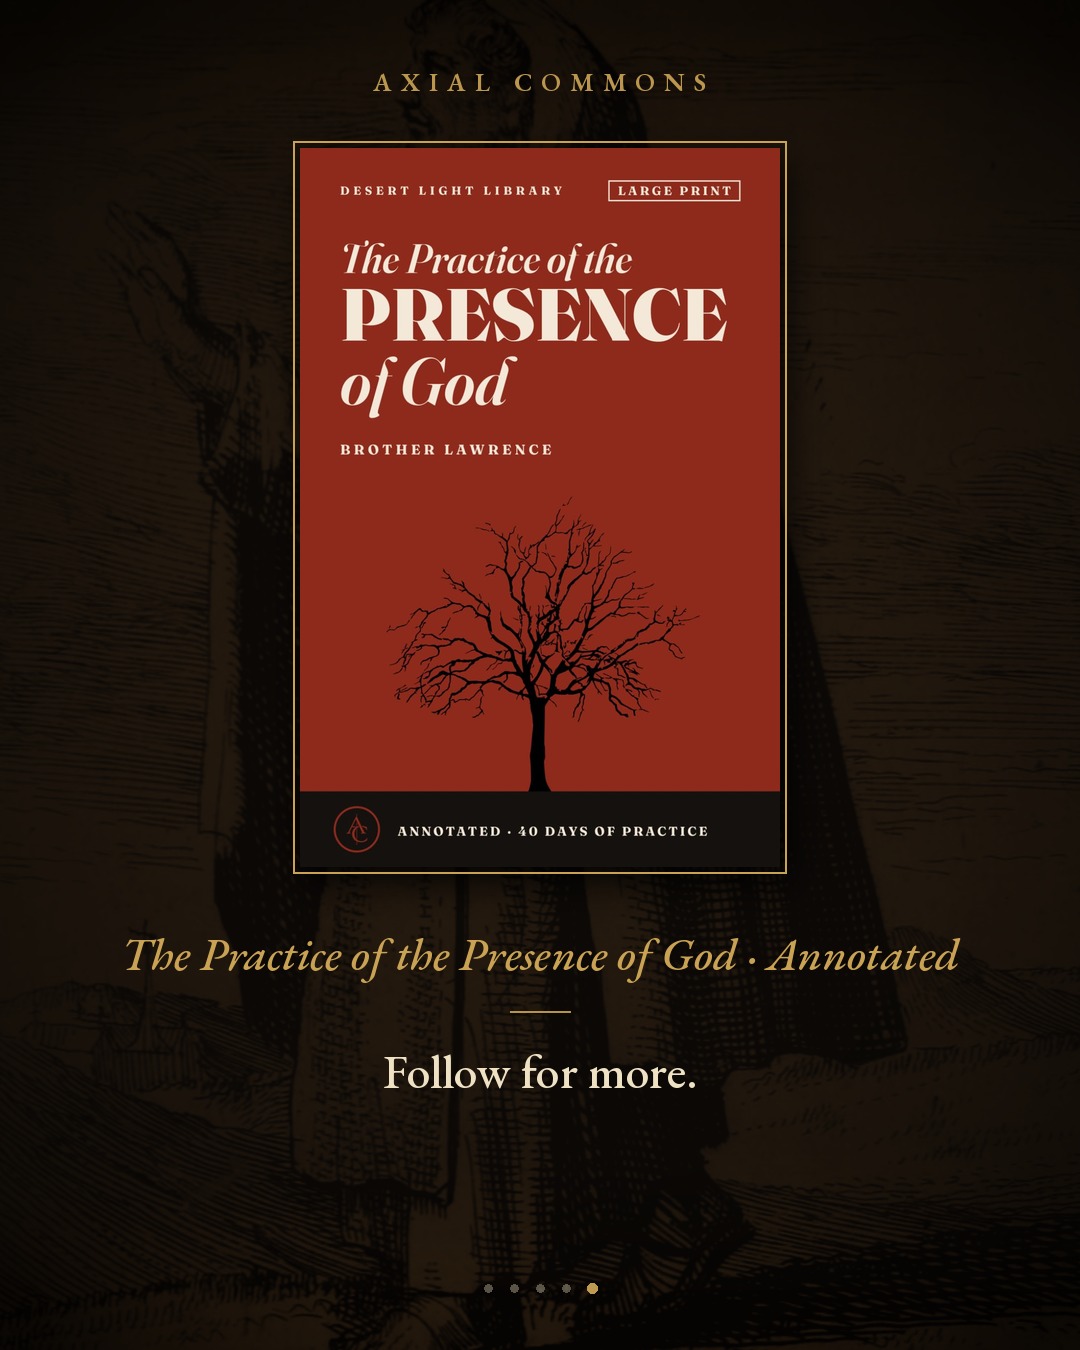 AXIAL COMMONS
DESERT LIGHT LIBRARY
LARGE PRINT
The Practice of the
PRESENCE
of God
BROTHER LAWRENCE
AC
ANNOTATED · 40 DAYS OF PRACTICE
The Practice of the Presence of God · Annotated
Follow for more.